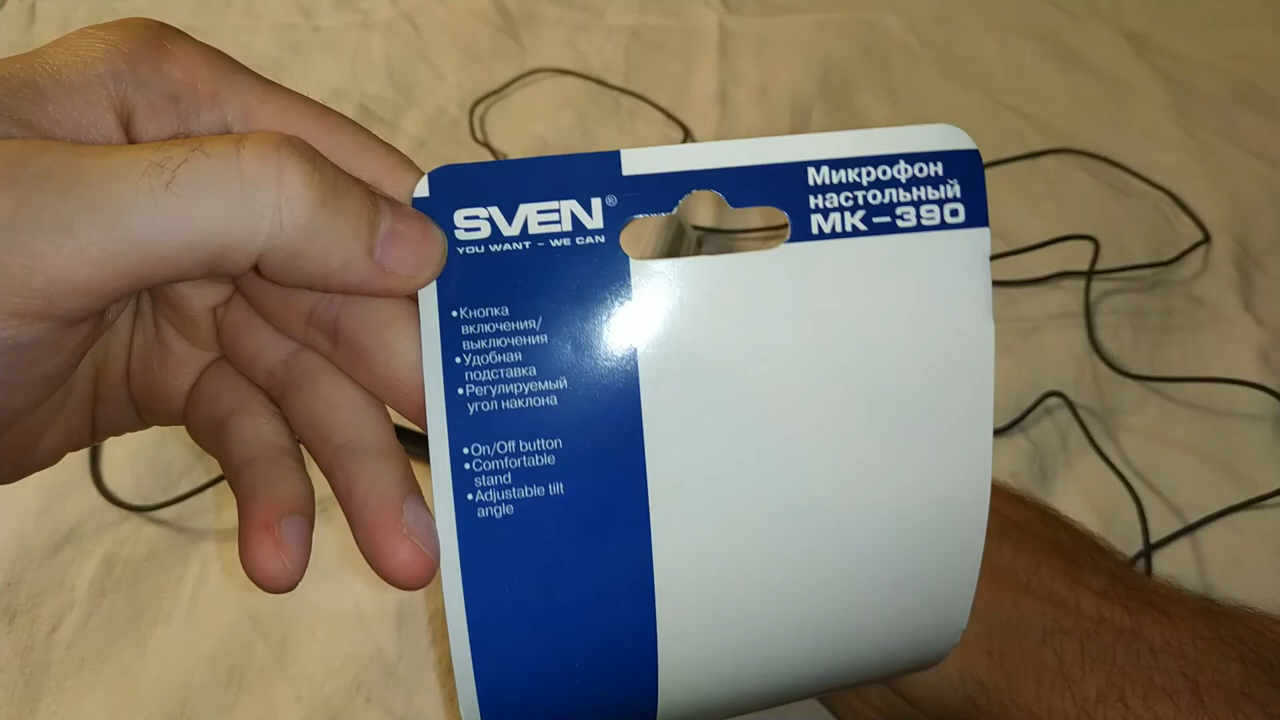 SVEN®
YOU WANT – WE CAN
Микрофон
настольный
МК–390
•Кнопка
включения/
выключения
•Удобная
подставка
•Регулируемый
угол наклона
•On/Off button
•Comfortable
stand
•Adjustable tilt
angle